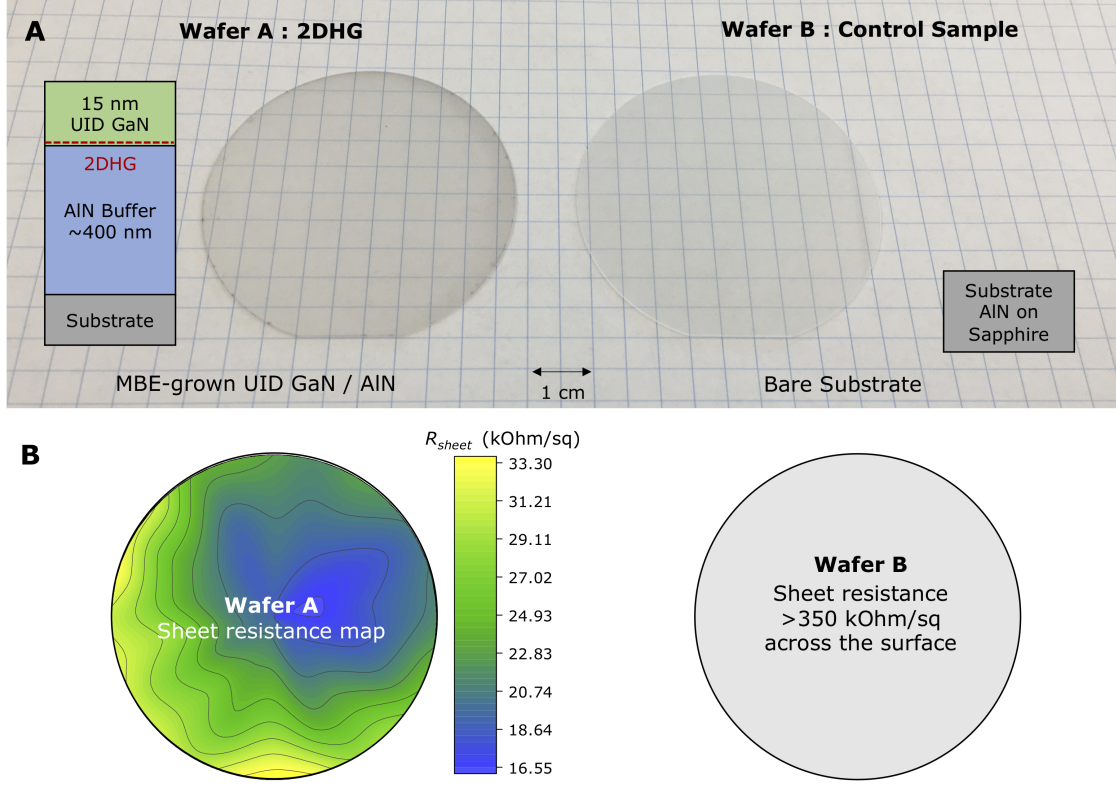 A
Wafer A : 2DHG
Wafer B : Control Sample
15 nm
UID GaN
2DHG
AlN Buffer
~400 nm
Substrate
Substrate
AlN on
Sapphire
MBE-grown UID GaN / AlN
1 cm
Bare Substrate
B
Rsheet (kOhm/sq)
33.30
31.21
29.11
27.02
24.93
22.83
20.74
18.64
16.55
Wafer A
Sheet resistance map
Wafer B
Sheet resistance
>350 kOhm/sq
across the surface